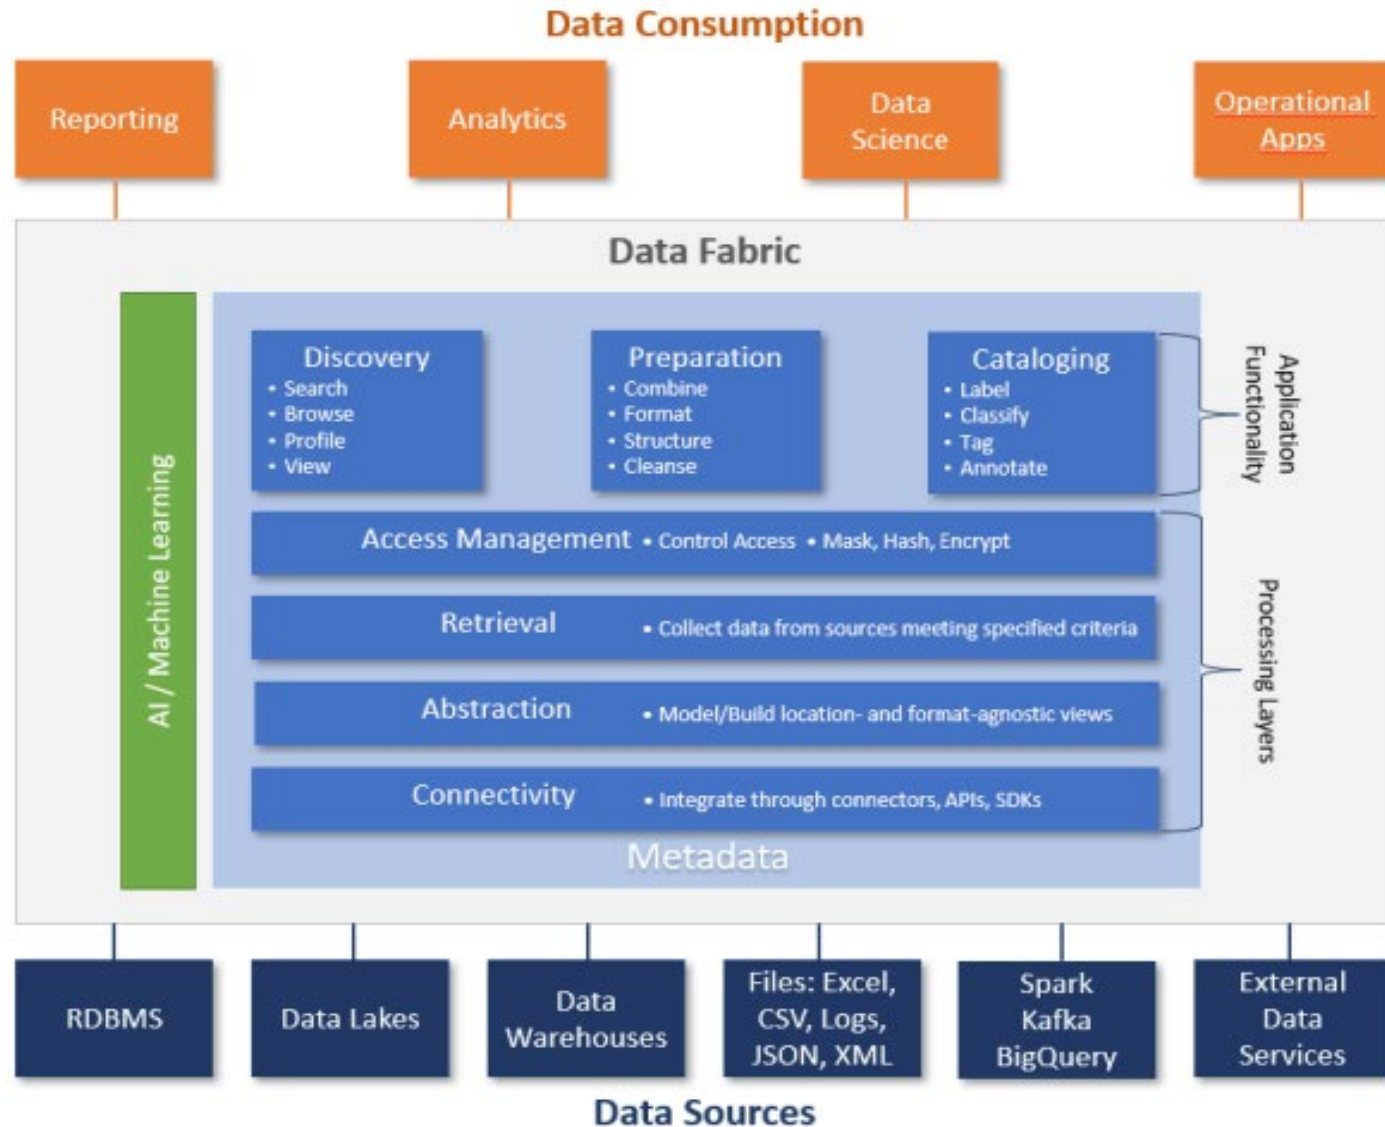 Data Consumption
Reporting
Analytics
Data
Science
Operational
Apps
Data Fabric
AI / Machine Learning
Discovery
• Search
• Browse
• Profile
• View
Preparation
• Combine
• Format
• Structure
• Cleanse
Cataloging
• Label
• Classify
• Tag
• Annotate
Application
Functionality
Access Management • Control Access • Mask, Hash, Encrypt
Retrieval • Collect data from sources meeting specified criteria
Abstraction • Model/Build location- and format-agnostic views
Connectivity • Integrate through connectors, APIs, SDKs
Processing Layers
Metadata
RDBMS
Data Lakes
Data
Warehouses
Files: Excel,
CSV, Logs,
JSON, XML
Spark
Kafka
BigQuery
External
Data
Services
Data Sources